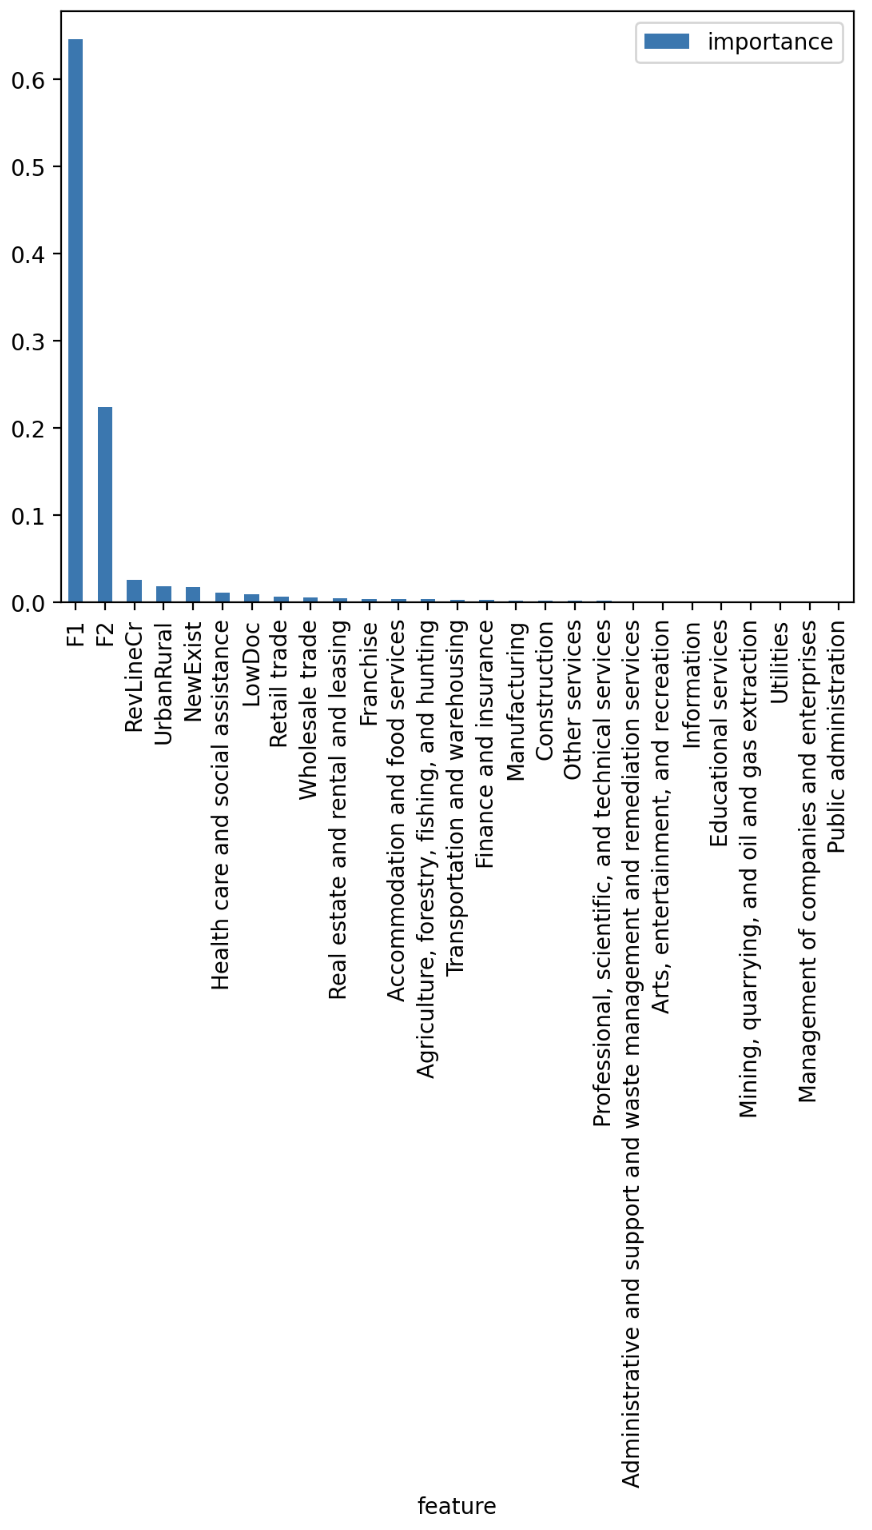 importance
0.6
0.5
0.4
0.3
0.2
0.1
0.0
F1
F2
RevLineCr
UrbanRural
NewExist
Health care and social assistance
LowDoc
Retail trade
Wholesale trade
Real estate and rental and leasing
Franchise
Accommodation and food services
Agriculture, forestry, fishing, and hunting
Transportation and warehousing
Finance and insurance
Manufacturing
Construction
Other services
Professional, scientific, and technical services
Administrative and support and waste management and remediation services
Arts, entertainment, and recreation
Information
Educational services
Mining, quarrying, and oil and gas extraction
Utilities
Management of companies and enterprises
Public administration
feature